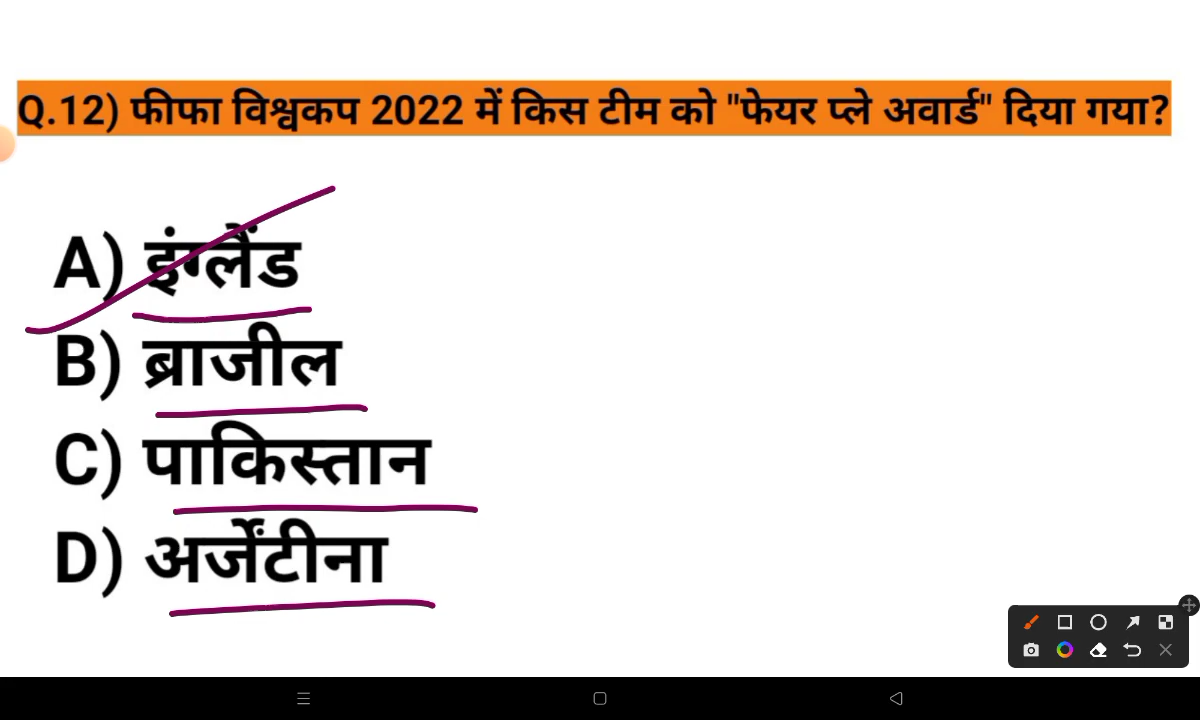 Q.12) फीफा विश्वकप 2022 में किस टीम को "फेयर प्ले अवार्ड" दिया गया?
A) इंग्लैंड
B) ब्राजील
C) पाकिस्तान
D) अर्जेंटीना